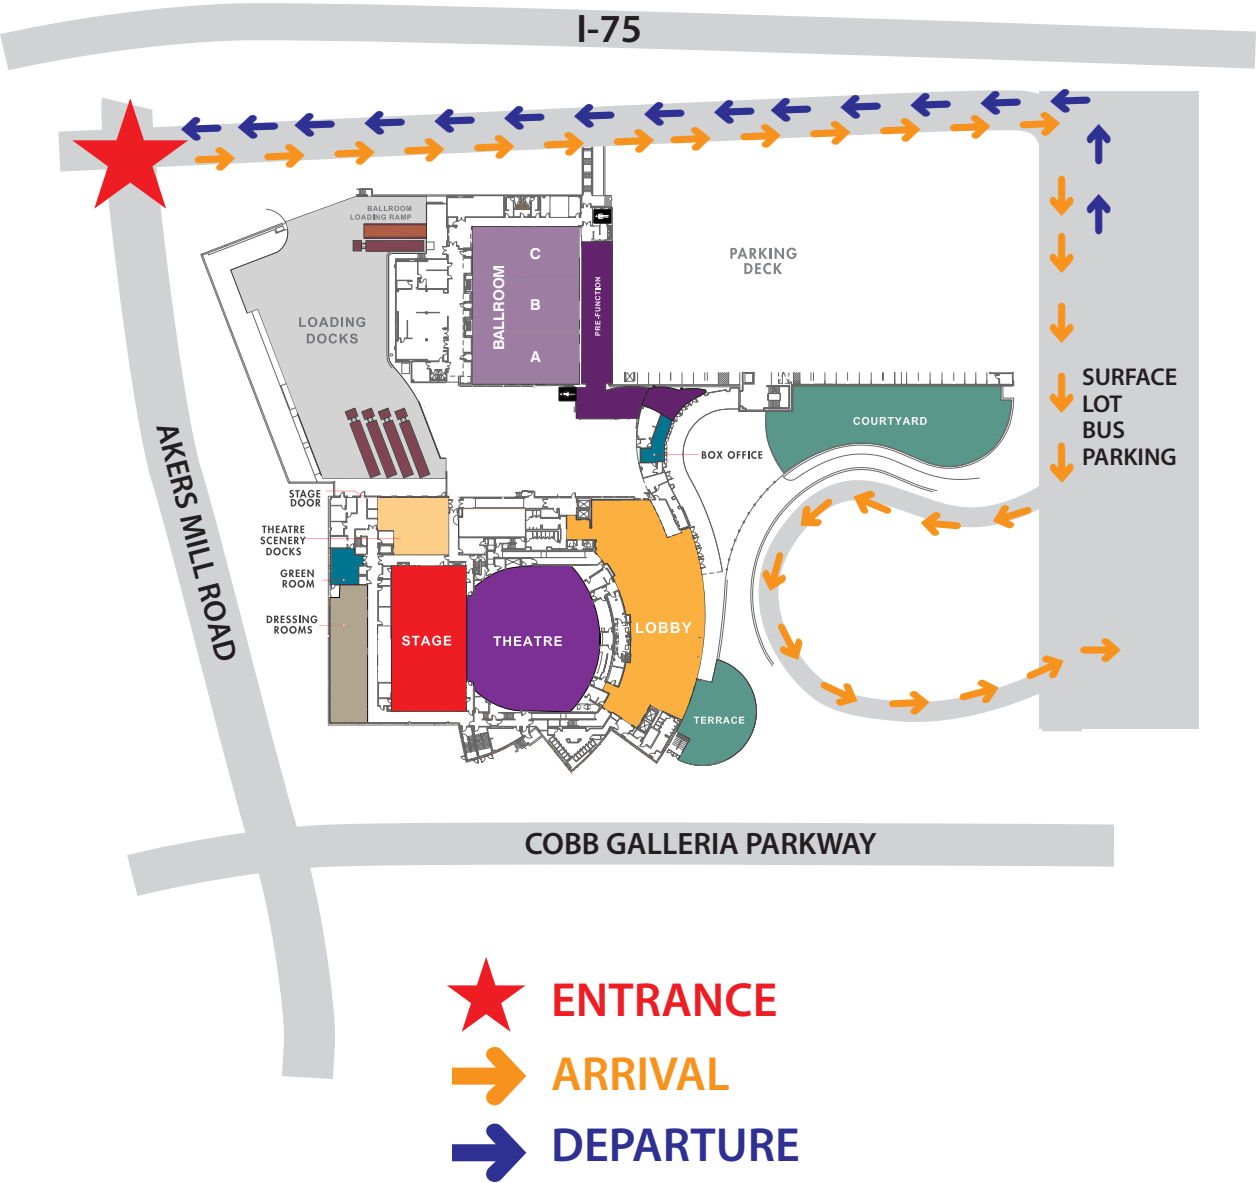 I-75
BALLROOM
LOADING RAMP
LOADING
DOCKS
BALLROOM
C
B
A
PRE-FUNCTION
PARKING
DECK
SURFACE
LOT
BUS
PARKING
COURTYARD
BOX OFFICE
AKERS MILL ROAD
STAGE
DOOR
THEATRE
SCENERY
DOCKS
GREEN
ROOM
DRESSING
ROOMS
STAGE
THEATRE
LOBBY
TERRACE
COBB GALLERIA PARKWAY
ENTRANCE
ARRIVAL
DEPARTURE